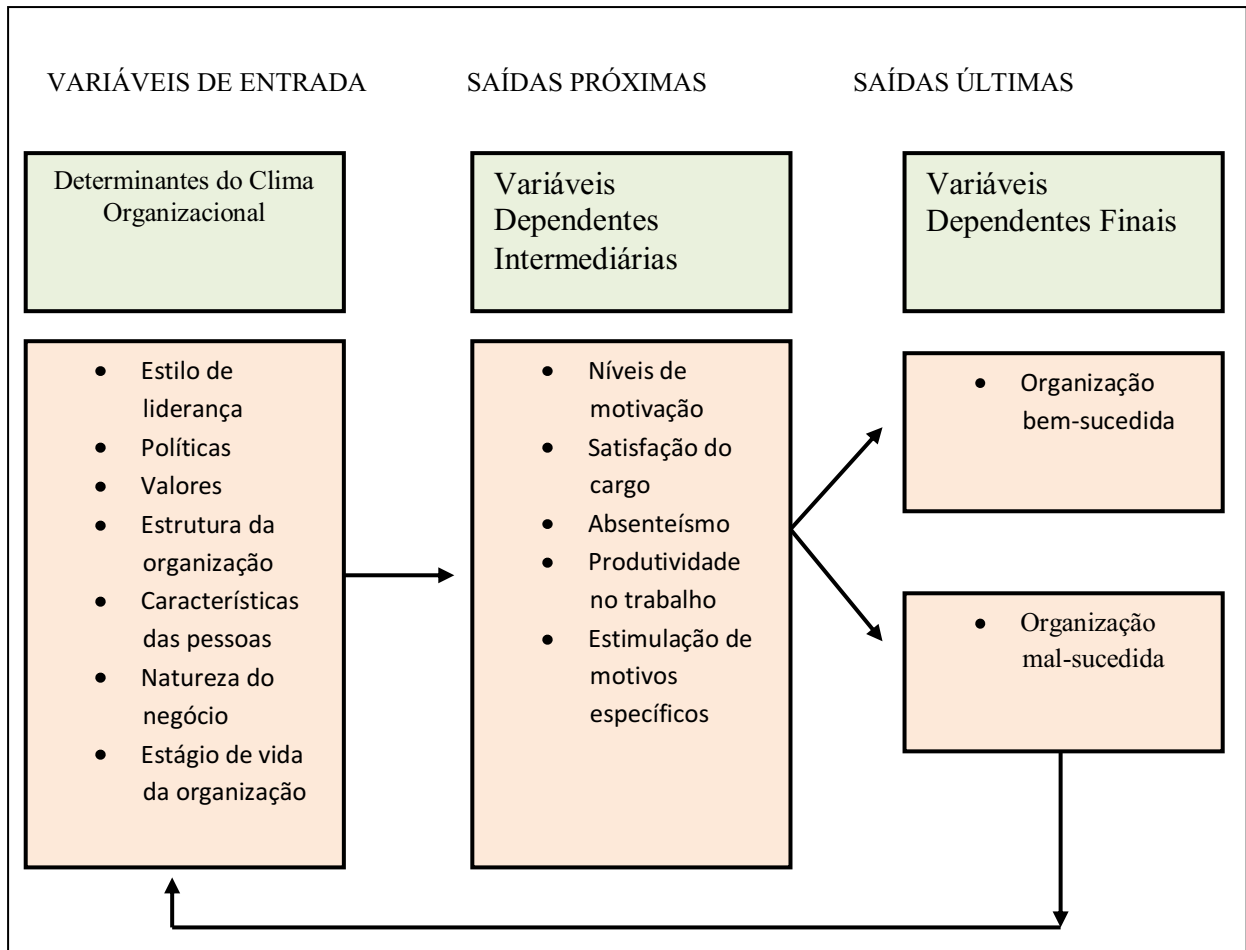 VARIÁVEIS DE ENTRADA
SAÍDAS PRÓXIMAS
SAÍDAS ÚLTIMAS
Determinantes do Clima
Organizacional
Variáveis
Dependentes
Intermediárias
Variáveis
Dependentes Finais
• Estilo de
liderança
• Políticas
• Valores
• Estrutura da
organização
• Características
das pessoas
• Natureza do
negócio
• Estágio de vida
da organização
• Níveis de
motivação
• Satisfação do
cargo
• Absenteísmo
• Produtividade
no trabalho
• Estimulação de
motivos
específicos
• Organização
bem-sucedida
• Organização
mal-sucedida